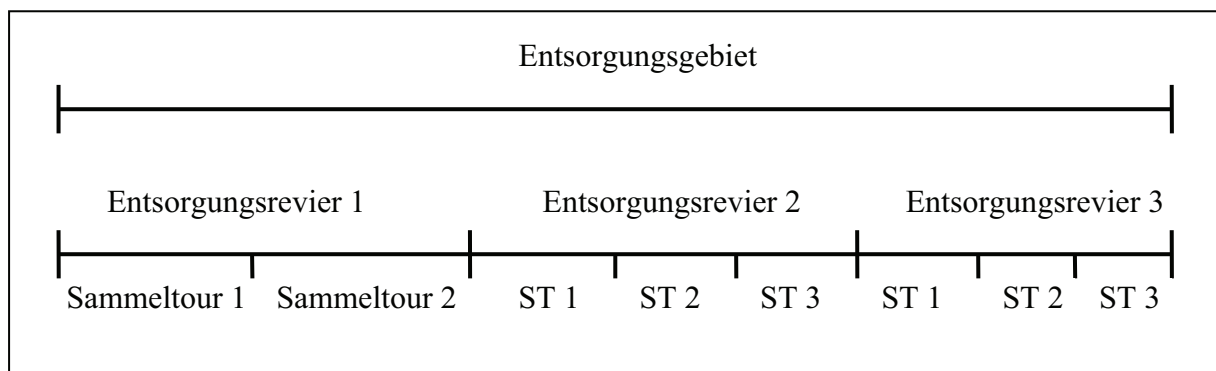 Entsorgungsgebiet
Entsorgungsrevier 1 Entsorgungsrevier 2 Entsorgungsrevier 3
Sammeltour 1 Sammeltour 2 ST 1 ST 2 ST 3 ST 1 ST 2 ST 3